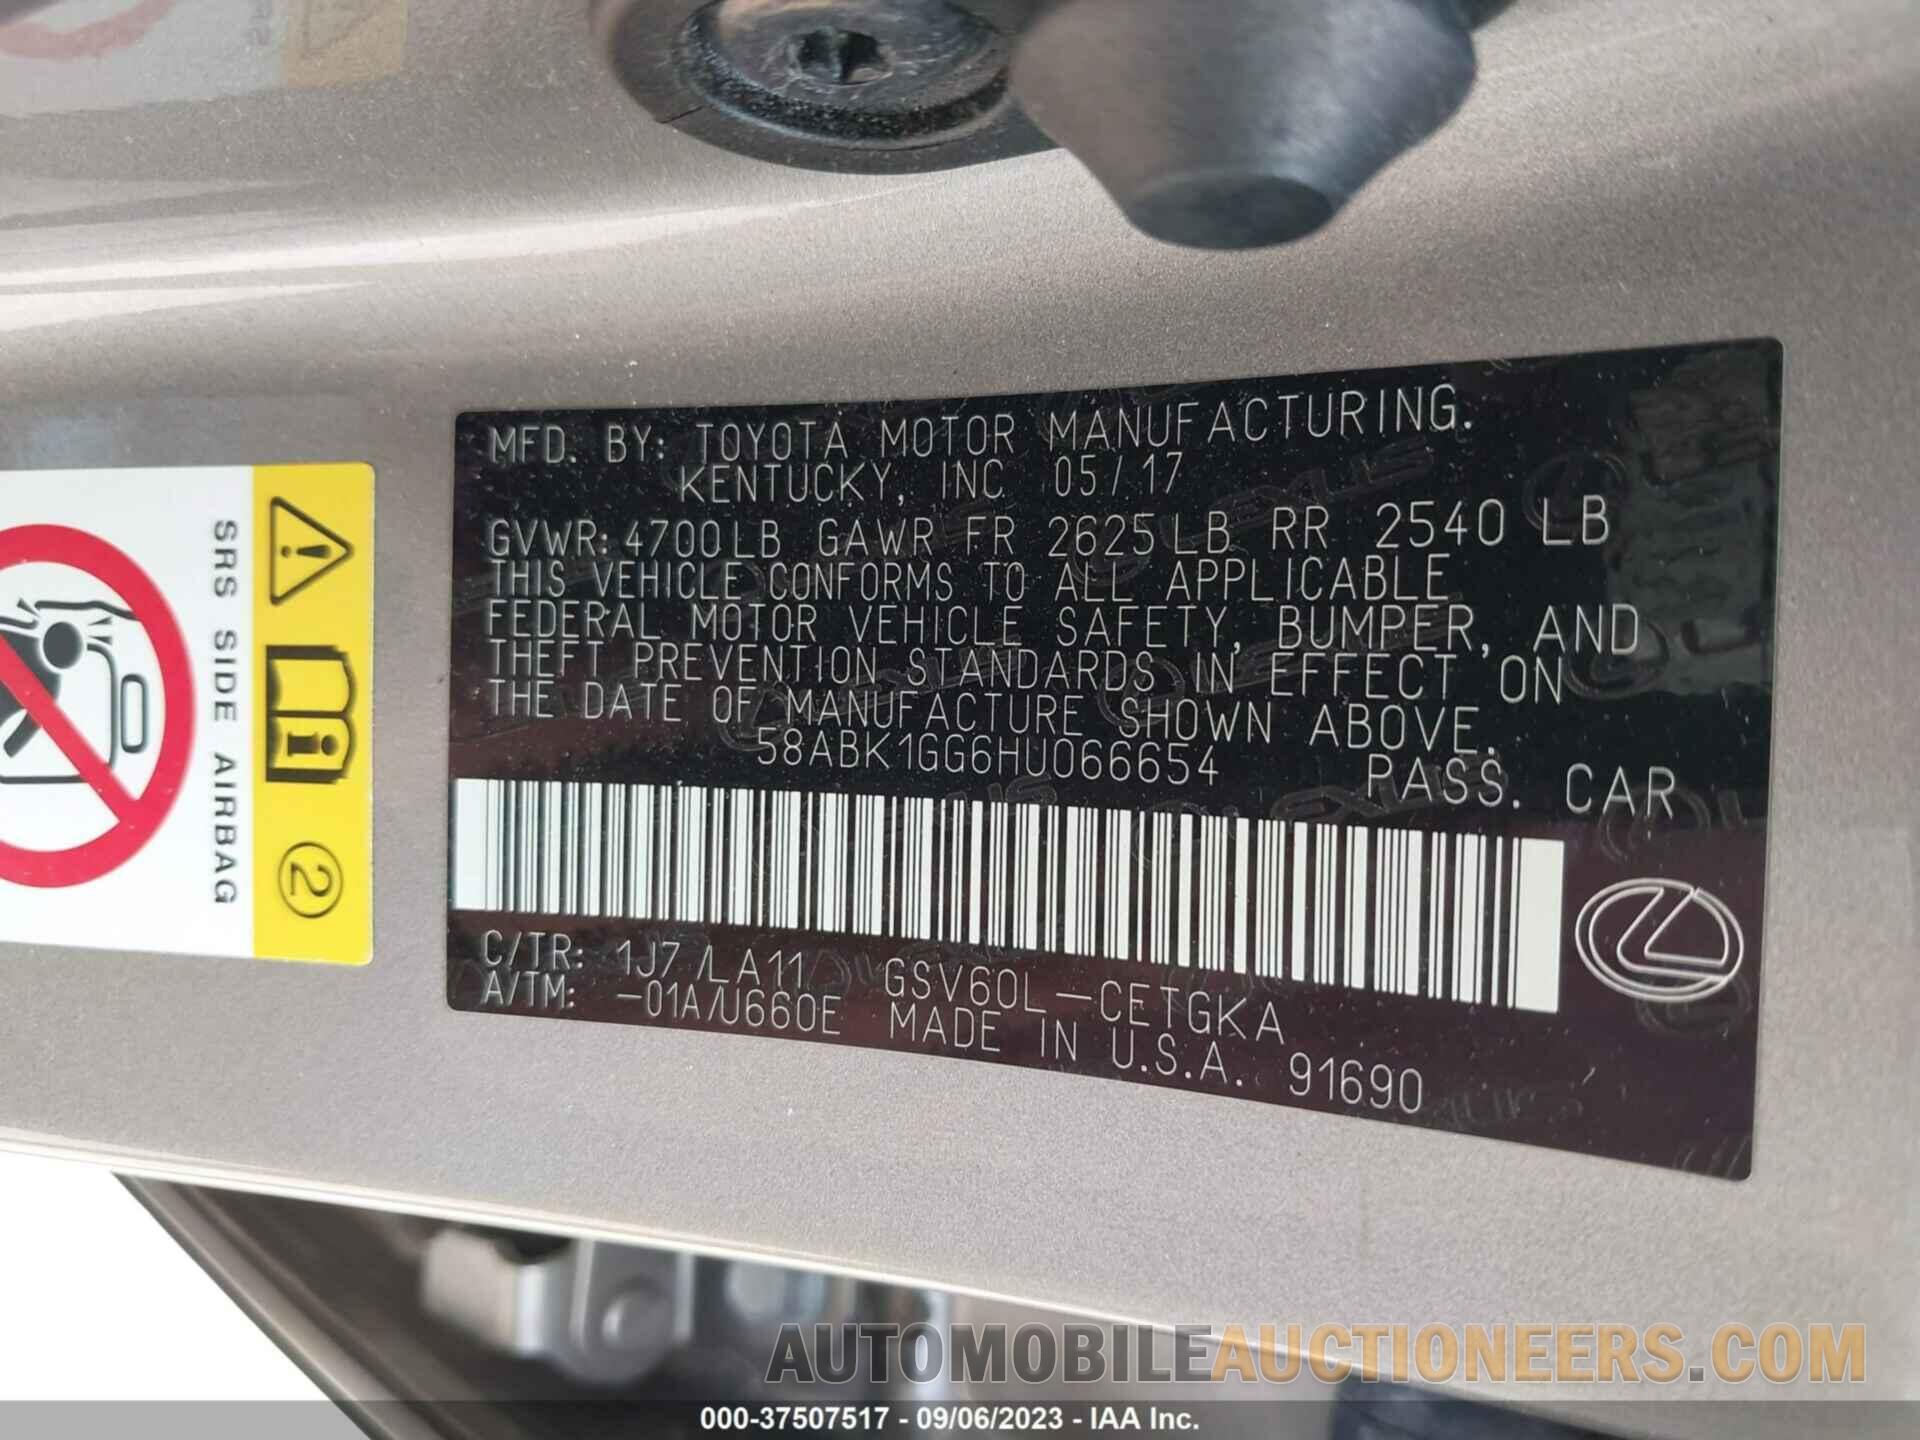 MFD. BY: TOYOTA MOTOR MANUFACTURING.
KENTUCKY, INC 05/17
GVWR: 4700LB GAWR FR 2625LB RR 2540 LB
THIS VEHICLE CONFORMS TO ALL APPLICABLE
FEDERAL MOTOR VEHICLE SAFETY, BUMPER, AND
THEFT PREVENTION STANDARDS IN EFFECT ON
THE DATE OF MANUFACTURE SHOWN ABOVE.
58ABK1GG6HU066654 PASS. CAR
C/TR: 1J7/LA11 GSV60L-CETGKA
A/TM: -01A/U660E MADE IN U.S.A. 91690
SRS SIDE AIRBAG
2
AUTOMOBILEAUCTIONEERS.COM
000-37507517 - 09/06/2023 - IAA Inc.